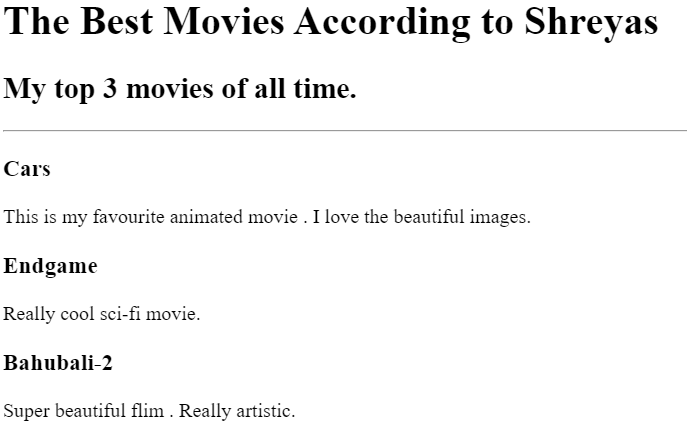 The Best Movies According to Shreyas
My top 3 movies of all time.
Cars
This is my favourite animated movie . I love the beautiful images.
Endgame
Really cool sci-fi movie.
Bahubali-2
Super beautiful flim . Really artistic.